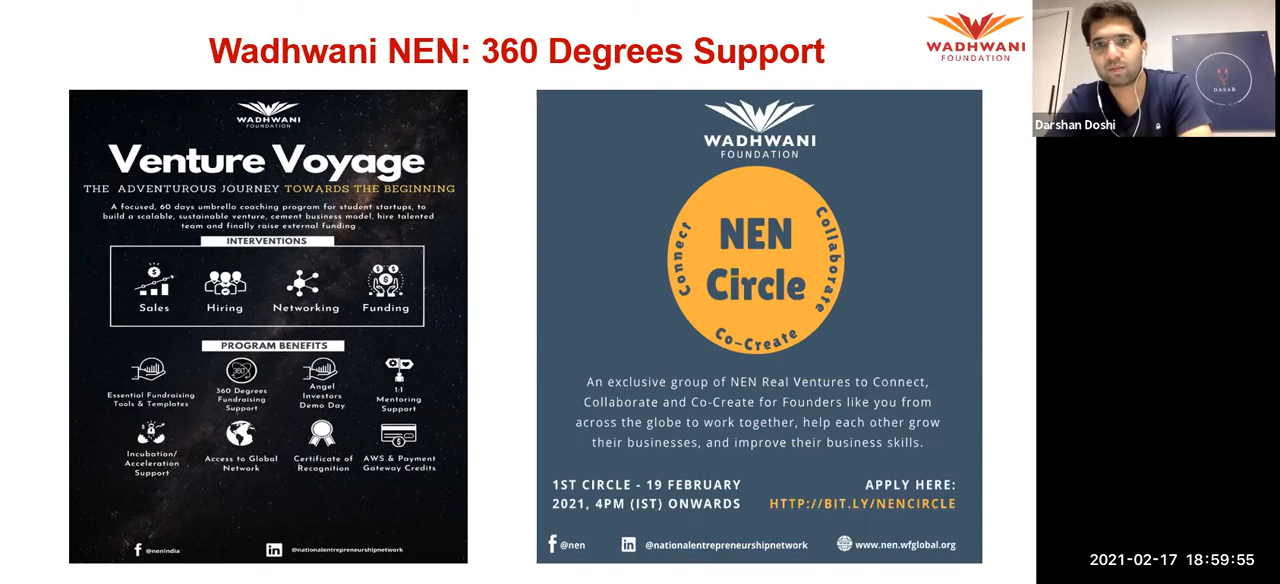 Wadhwani NEN: 360 Degrees Support
WADHWANI
FOUNDATION
WADHWANI
FOUNDATION
Venture Voyage
THE ADVENTUROUS JOURNEY TOWARDS THE BEGINNING
A focused, 60 days umbrella coaching program for student startups, to
build a scalable, sustainable venture, cement business model, hire talented
team and finally raise external funding .
INTERVENTIONS
Sales
Hiring
Networking
Funding
PROGRAM BENEFITS
Essential Fundraising
Tools & Templates
360
360 Degrees
Fundraising
Support
Angel
Investors
Demo Day
1:1
Mentoring
Support
Incubation/
Acceleration
Support
Access to Global
Network
Certificate of
Recognition
AWS & Payment
Gateway Credits
@nenindia
@nationalentrepreneurshipnetwork
WADHWANI
FOUNDATION
NEN
Circle
Connect
Collaborate
Co-Create
An exclusive group of NEN Real Ventures to Connect,
Collaborate and Co-Create for Founders like you from
across the globe to work together, help each other grow
their businesses, and improve their business skills.
1ST CIRCLE - 19 FEBRUARY
2021, 4PM (IST) ONWARDS
APPLY HERE:
HTTP://BIT.LY/NENCIRCLE
@nen
@nationalentrepreneurshipnetwork
www.nen.wfglobal.org
DASAR
Darshan Doshi
2021-02-17 18:59:55